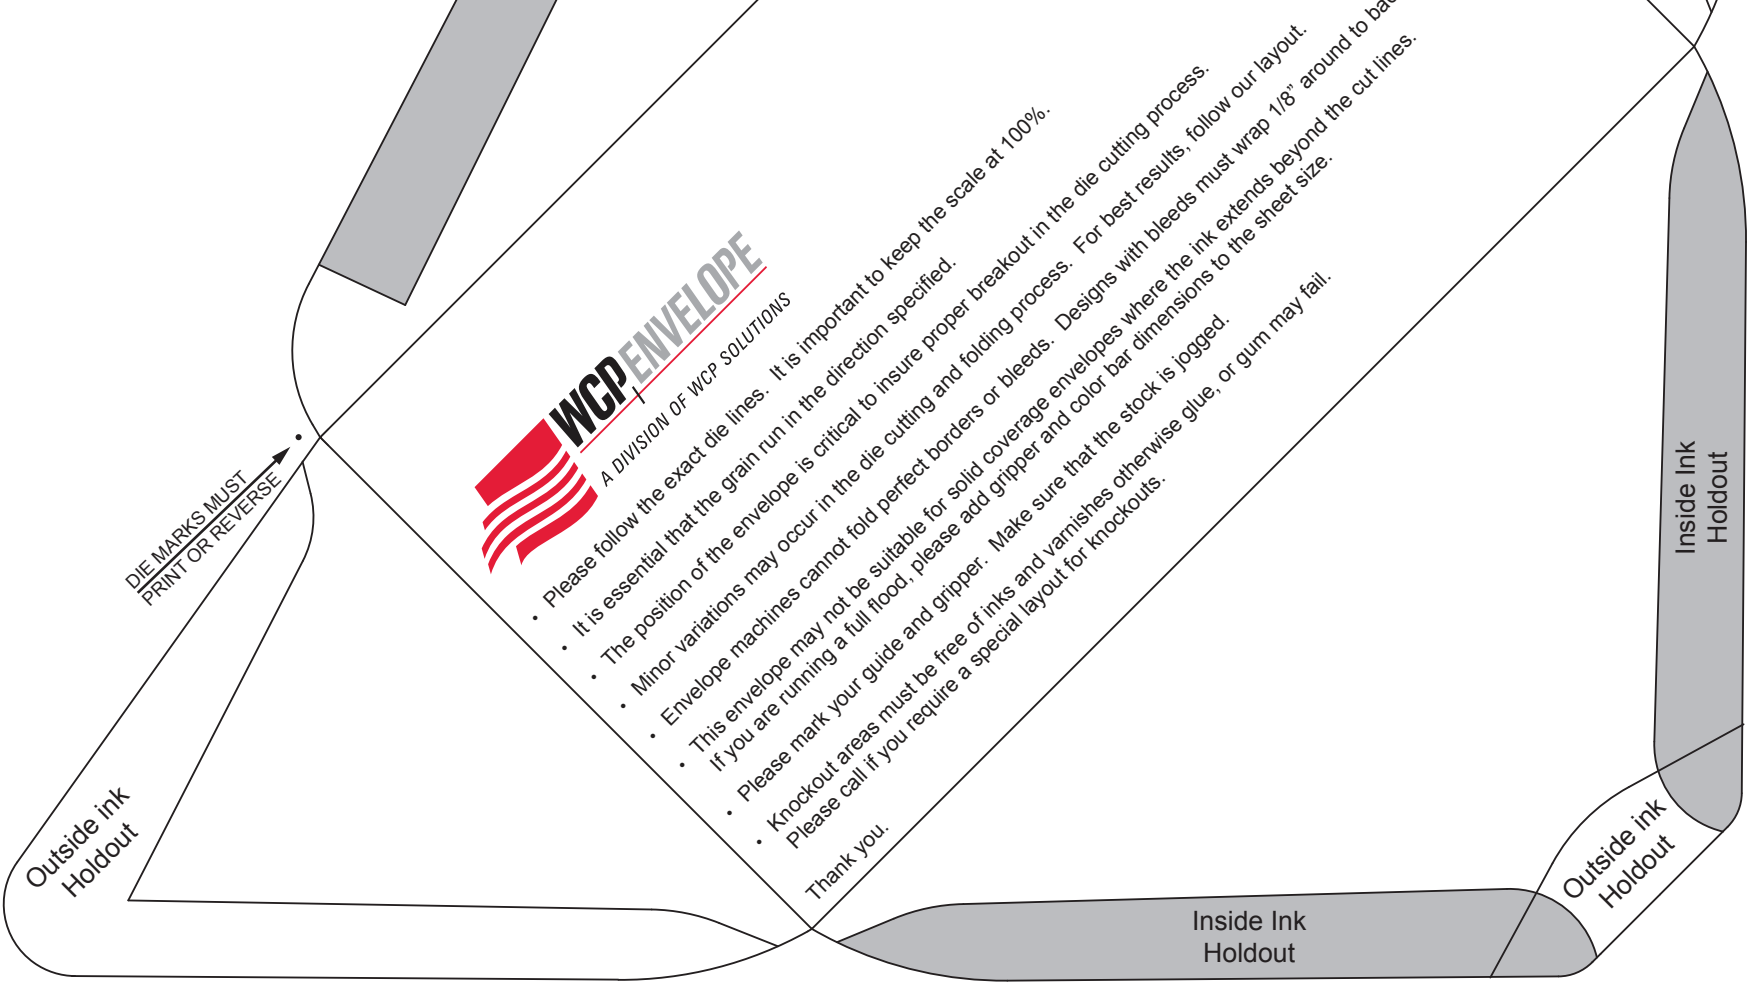 WCP ENVELOPE
A DIVISION OF WCP SOLUTIONS
• Please follow the exact die lines.  It is important to keep the scale at 100%.
• It is essential that the grain run in the direction specified.
• The position of the envelope is critical to insure proper breakout in the die cutting process.
• Minor variations may occur in the die cutting and folding process.  For best results, follow our layout.
• Envelope machines cannot fold perfect borders or bleeds.  Designs with bleeds must wrap 1/8” around to
• This envelope may not be suitable for solid coverage envelopes where the ink extends beyond the cut lines.
If you are running a full flood, please add gripper and color bar dimensions to the sheet size.
• Please mark your guide and gripper.  Make sure that the stock is jogged.
• Knockout areas must be free of inks and varnishes otherwise glue, or gum may fail.
Please call if you require a special layout for knockouts.
Thank you.
DIE MARKS MUST
PRINT OR REVERSE
Outside ink
Holdout
Inside Ink
Holdout
Outside ink
Holdout
Inside Ink
Holdout